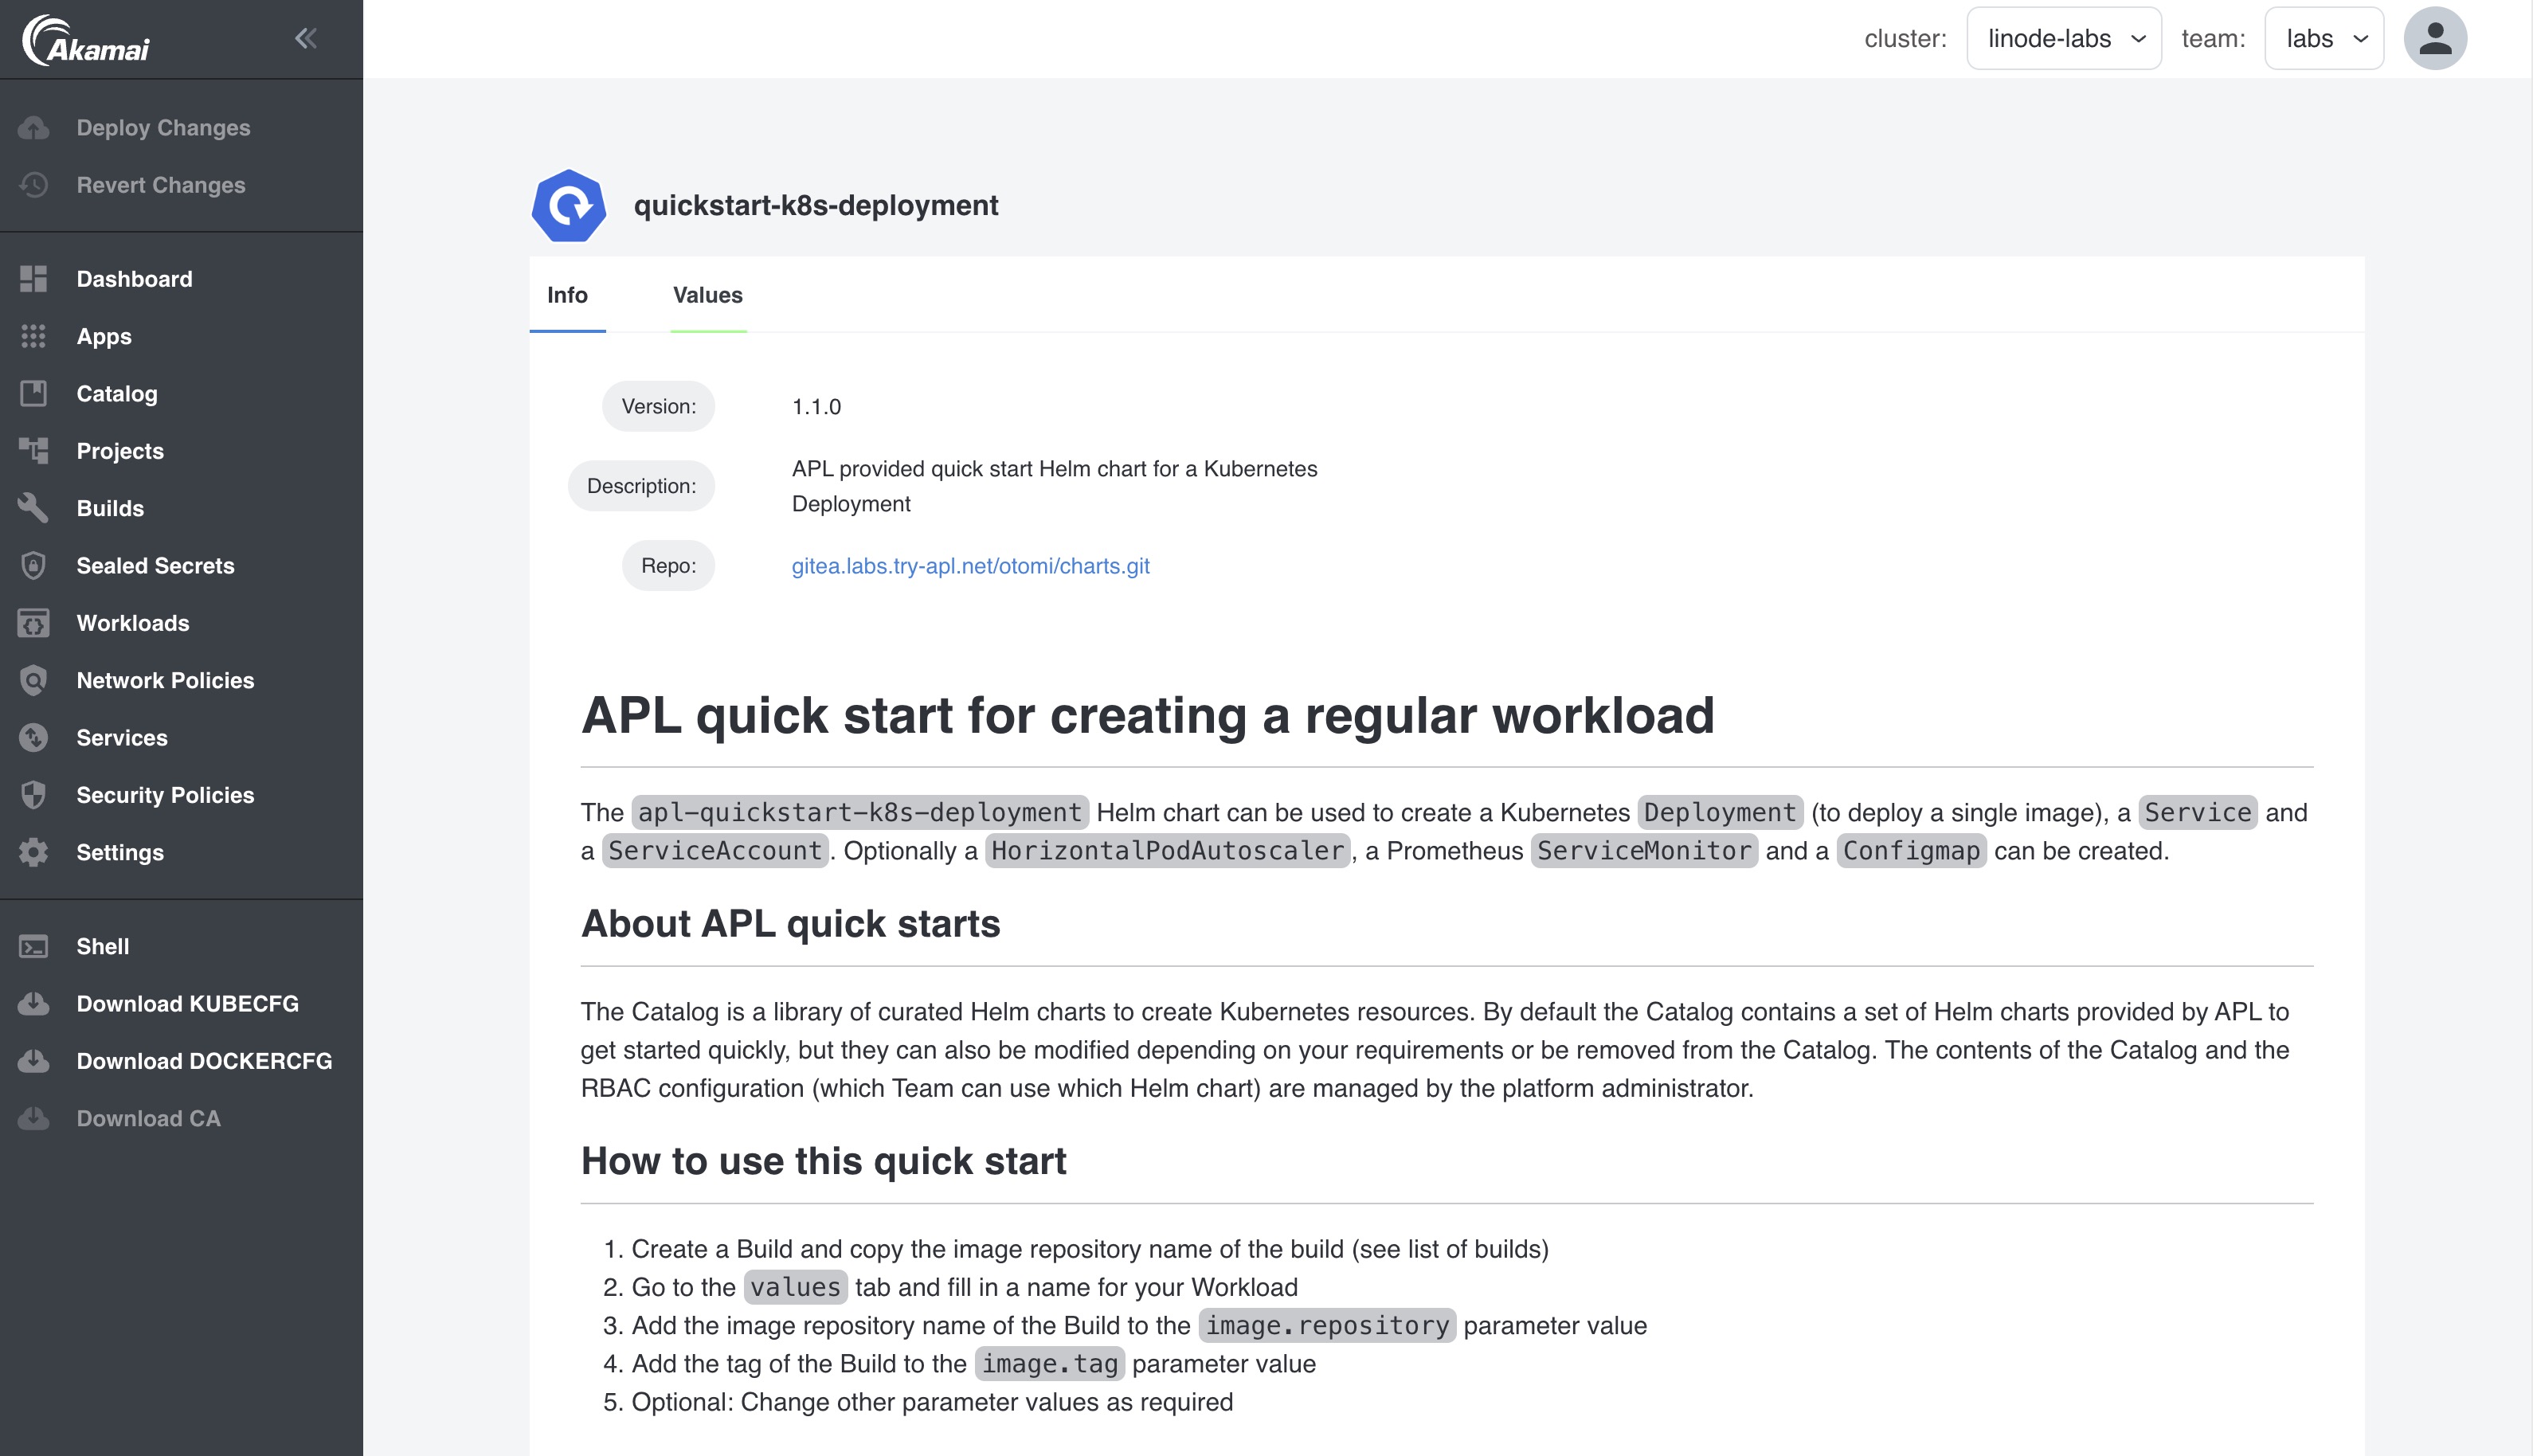 Akamai
cluster: linode-labs team: labs
Deploy Changes
Revert Changes
Dashboard
Apps
Catalog
Projects
Builds
Sealed Secrets
Workloads
Network Policies
Services
Security Policies
Settings
Shell
Download KUBECFG
Download DOCKERCFG
Download CA
quickstart-k8s-deployment
Info Values
Version: 1.1.0
Description: APL provided quick start Helm chart for a Kubernetes
Deployment
Repo: gitea.labs.try-apl.net/otomi/charts.git
APL quick start for creating a regular workload
The apl-quickstart-k8s-deployment Helm chart can be used to create a Kubernetes Deployment (to deploy a single image), a Service and
a ServiceAccount. Optionally a HorizontalPodAutoscaler, a Prometheus ServiceMonitor and a Configmap can be created.
About APL quick starts
The Catalog is a library of curated Helm charts to create Kubernetes resources. By default the Catalog contains a set of Helm charts provided by APL to
get started quickly, but they can also be modified depending on your requirements or be removed from the Catalog. The contents of the Catalog and the
RBAC configuration (which Team can use which Helm chart) are managed by the platform administrator.
How to use this quick start
1. Create a Build and copy the image repository name of the build (see list of builds)
2. Go to the values tab and fill in a name for your Workload
3. Add the image repository name of the Build to the image.repository parameter value
4. Add the tag of the Build to the image.tag parameter value
5. Optional: Change other parameter values as required